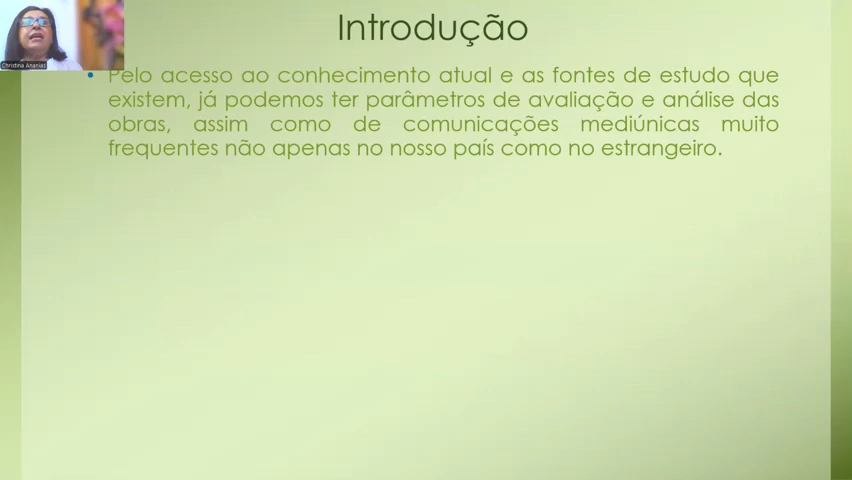 Introdução
Christina Ananias
• Pelo acesso ao conhecimento atual e as fontes de estudo que
existem, já podemos ter parâmetros de avaliação e análise das
obras, assim como de comunicações mediúnicas muito
frequentes não apenas no nosso país como no estrangeiro.